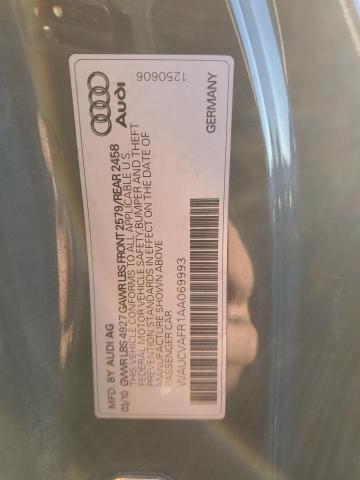 MFD. BY AUDI AG
03/10 GVWR LBS 4927 GAWR LBS FRONT 2579/REAR 2458
THIS VEHICLE CONFORMS TO ALL APPLICABLE U.S.
FEDERAL MOTOR VEHICLE SAFETY BUMPER AND THEFT
PREVENTION STANDARDS IN EFFECT ON THE DATE OF
MANUFACTURE SHOWN ABOVE
PASSENGER CAR
WAUCVAFR1AA069993
Audi
1250606
GERMANY